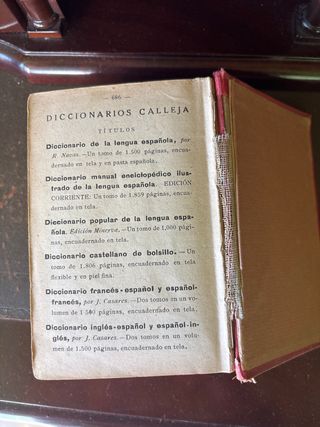 — 686 —
DICCIONARIOS CALLEJA
TÍTULOS
Diccionario de la lengua española, por
R. Navas.—Un tomo de 1.500 páginas, encua-
dernado en tela y en pasta española.
Diccionario manual enciclopédico ilus-
trado de la lengua española. EDICIÓN
CORRIENTE: Un tomo de 1.859 páginas, encua-
dernado en tela.
Diccionario popular de la lengua espa-
ñola. Edición Minerva.—Un tomo de 1,000 pági-
nas, encuadernado en tela.
Diccionario castellano de bolsillo.— Un
tomo de 1.806 páginas, encuadernado en tela
flexible y en piel fina.
Diccionario francés-español y español-
francés, por J. Casares.—Dos tomos en un vo-
lumen de 1 500 páginas, encuadernado en tela.
Diccionario inglés-español y español-in-
glés, por J. Casares.—Dos tomos en un volu-
men de 1.500 páginas, encuadernado en tela.